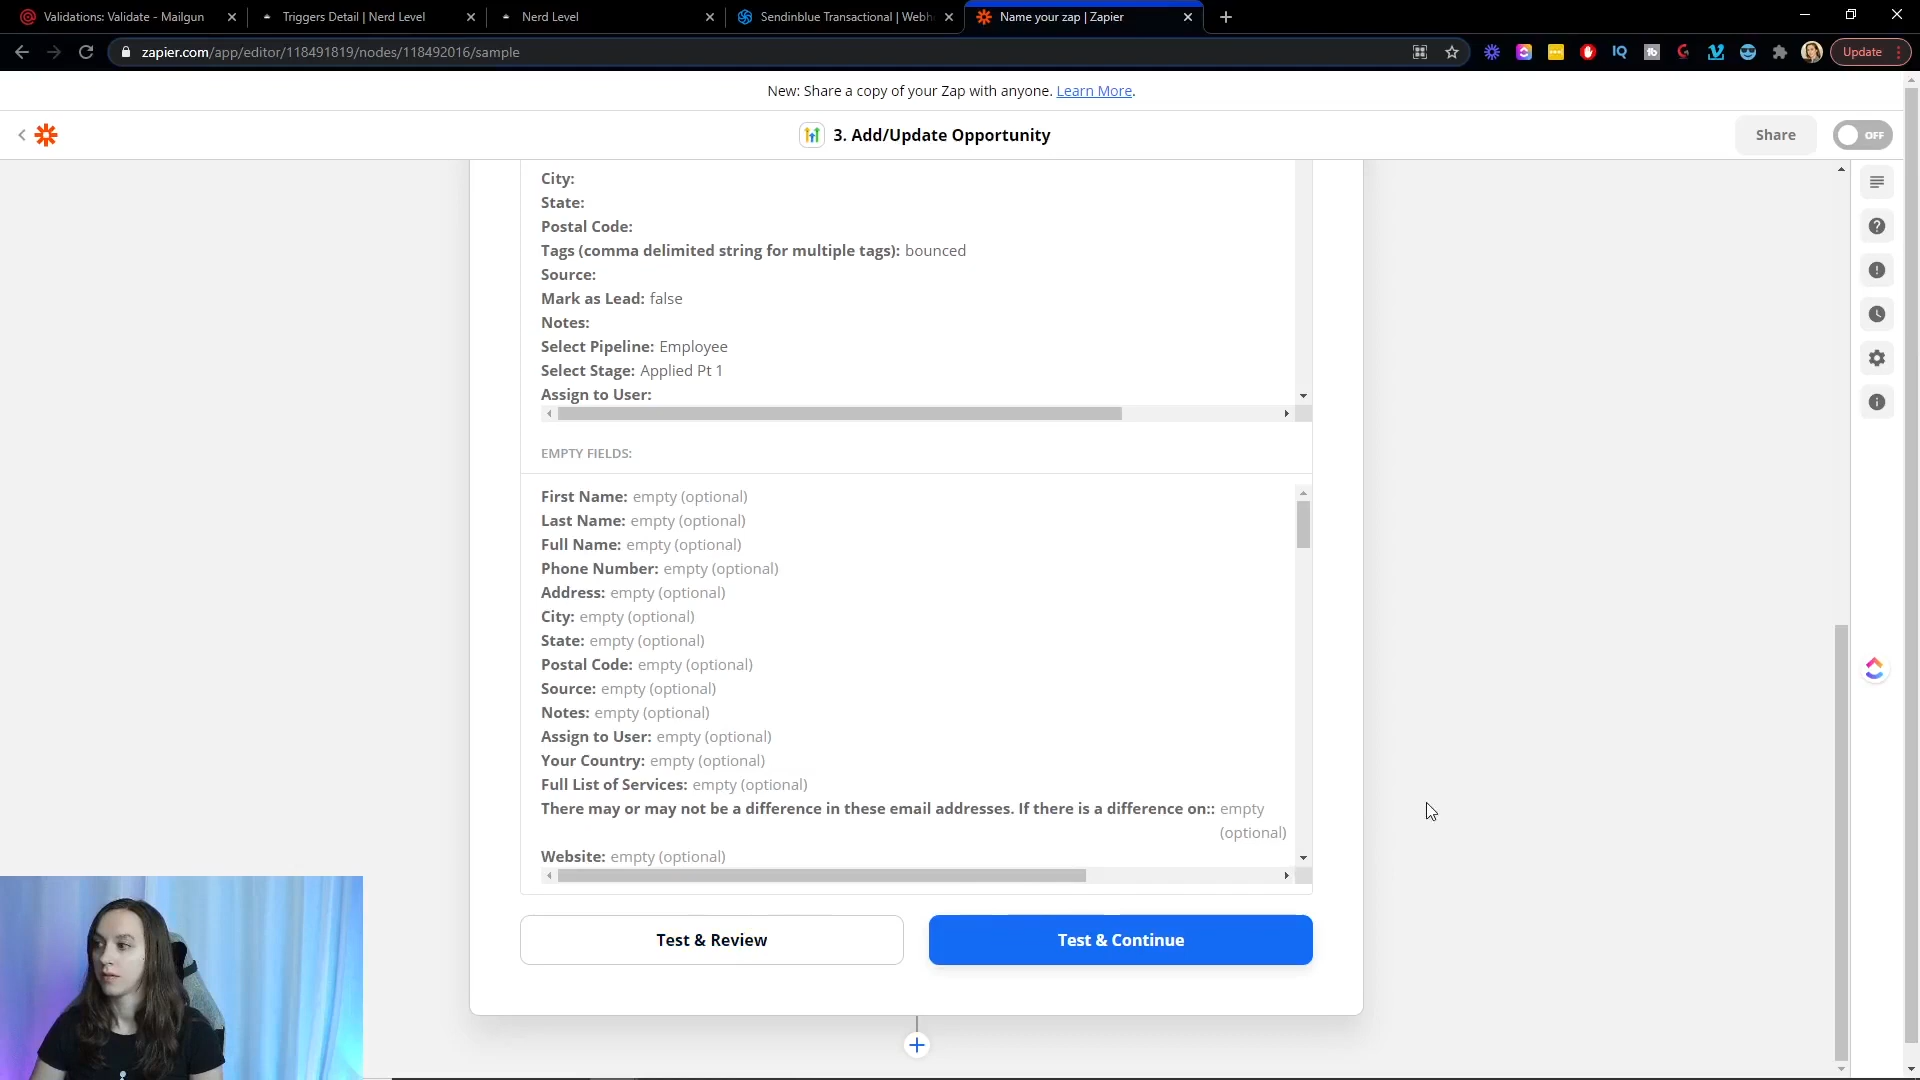 Validations: Validate - Mailgun
Triggers Detail | Nerd Level
Nerd Level
Sendinblue Transactional | Webh
Name your zap | Zapier
zapier.com/app/editor/118491819/nodes/118492016/sample
Update
New: Share a copy of your Zap with anyone. Learn More.
3. Add/Update Opportunity
Share
OFF
City:
State:
Postal Code:
Tags (comma delimited string for multiple tags): bounced
Source:
Mark as Lead: false
Notes:
Select Pipeline: Employee
Select Stage: Applied Pt 1
Assign to User:
EMPTY FIELDS:
First Name: empty (optional)
Last Name: empty (optional)
Full Name: empty (optional)
Phone Number: empty (optional)
Address: empty (optional)
City: empty (optional)
State: empty (optional)
Postal Code: empty (optional)
Source: empty (optional)
Notes: empty (optional)
Assign to User: empty (optional)
Your Country: empty (optional)
Full List of Services: empty (optional)
There may or may not be a difference in these email addresses. If there is a difference on:: empty
(optional)
Website: empty (optional)
Test & Review
Test & Continue